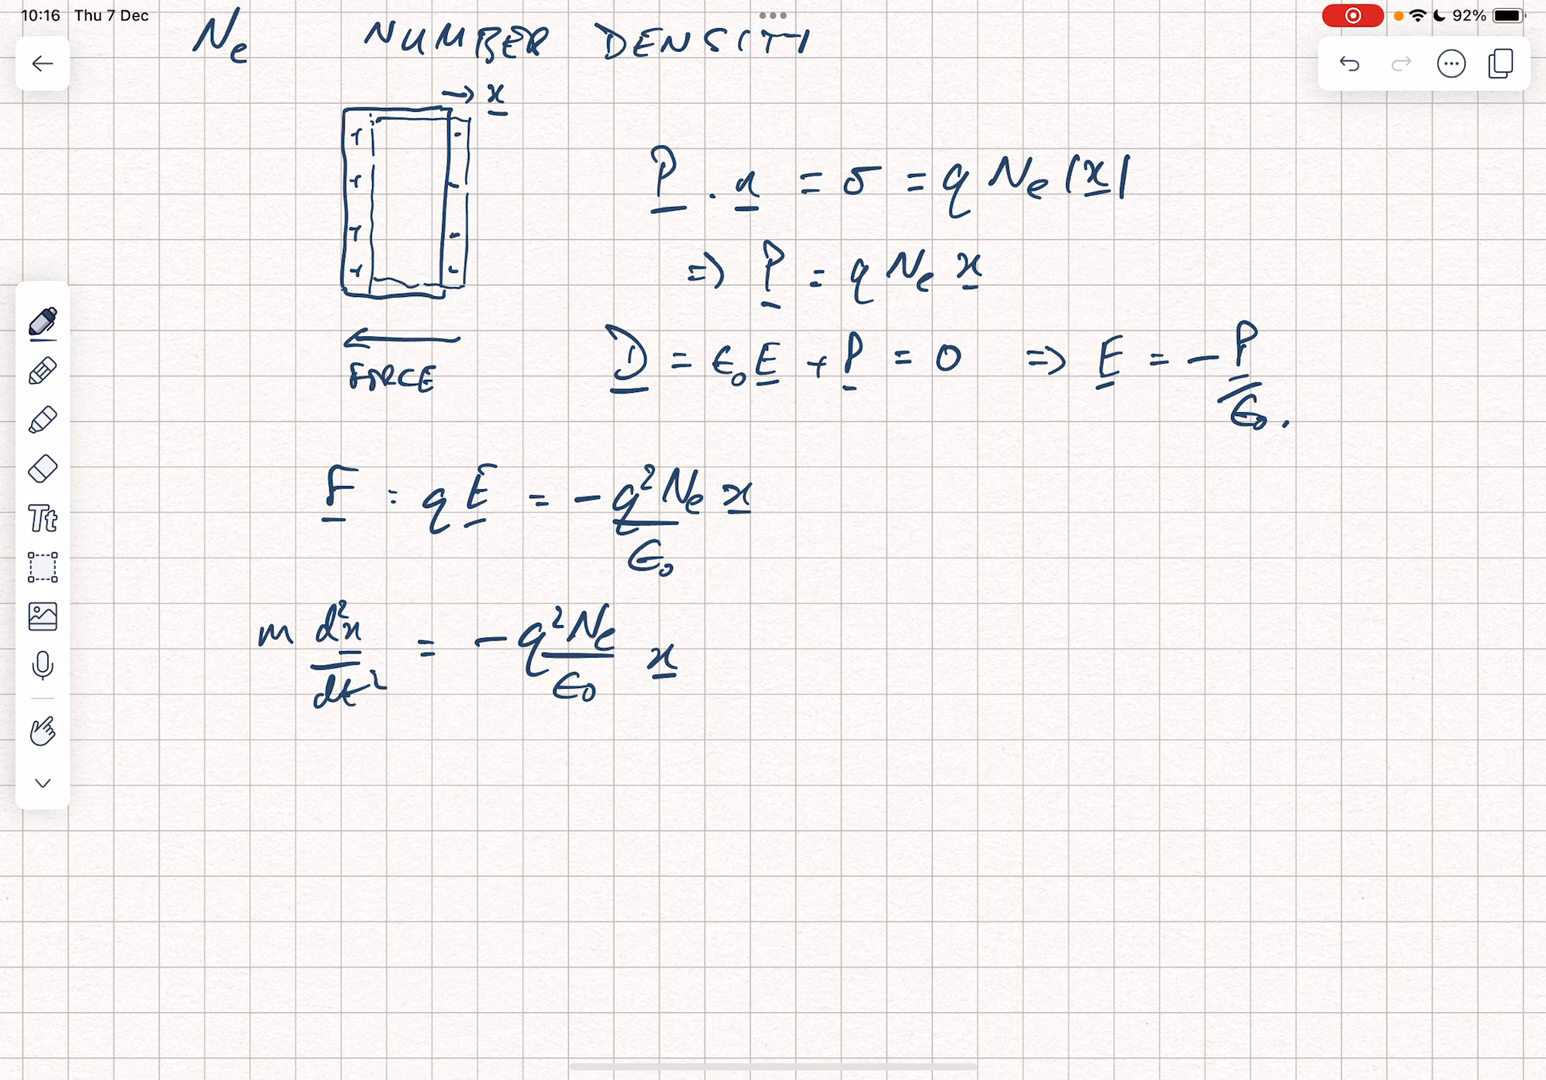 10:16 Thu 7 Dec 92%
Ne NUMBER DENSITY
→ x
+ -
+ -
+ -
+ -
P . n = σ = q Ne |x|
=> P = q Ne x
D = ε₀E + P = 0 => E = -P/ε₀.
FORCE
F = qE = -q²Ne/ε₀ x
m d²x/dt² = -q²Ne/ε₀ x
Tt